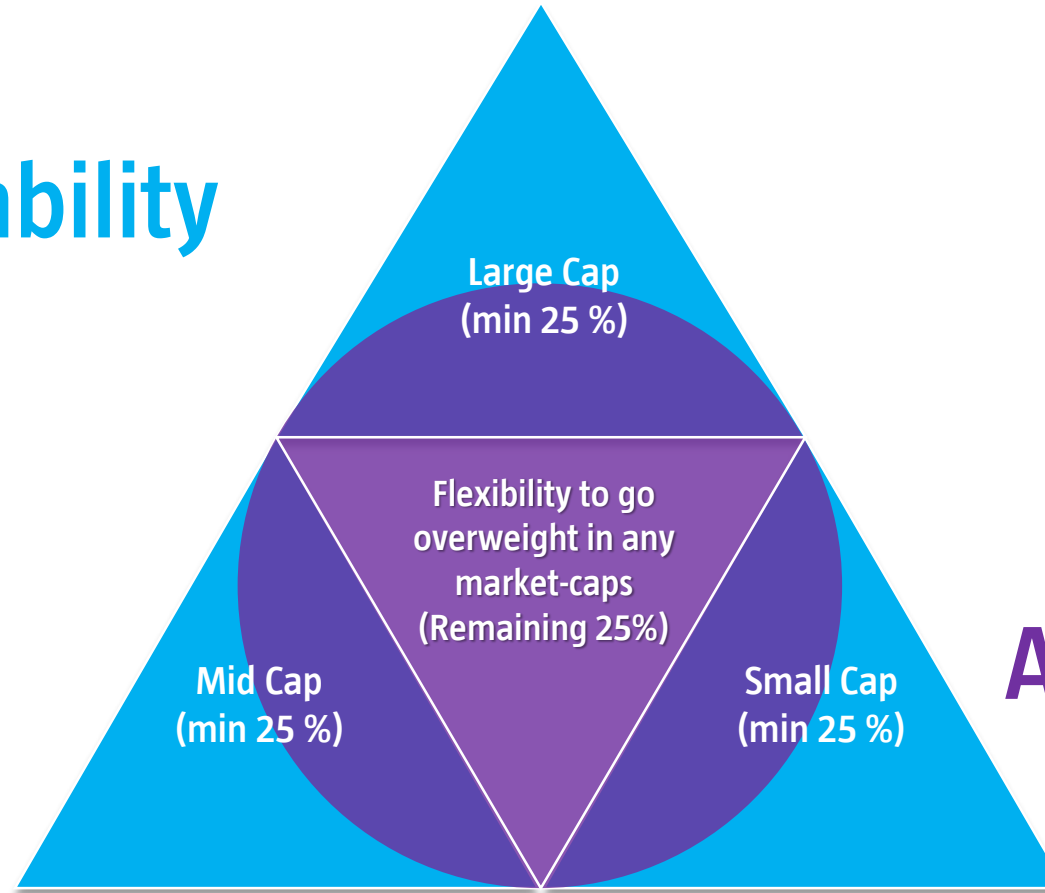 ability
Large Cap
(min 25 %)
Flexibility to go
overweight in any
market-caps
(Remaining 25%)
Mid Cap
(min 25 %)
Small Cap
(min 25 %)
A